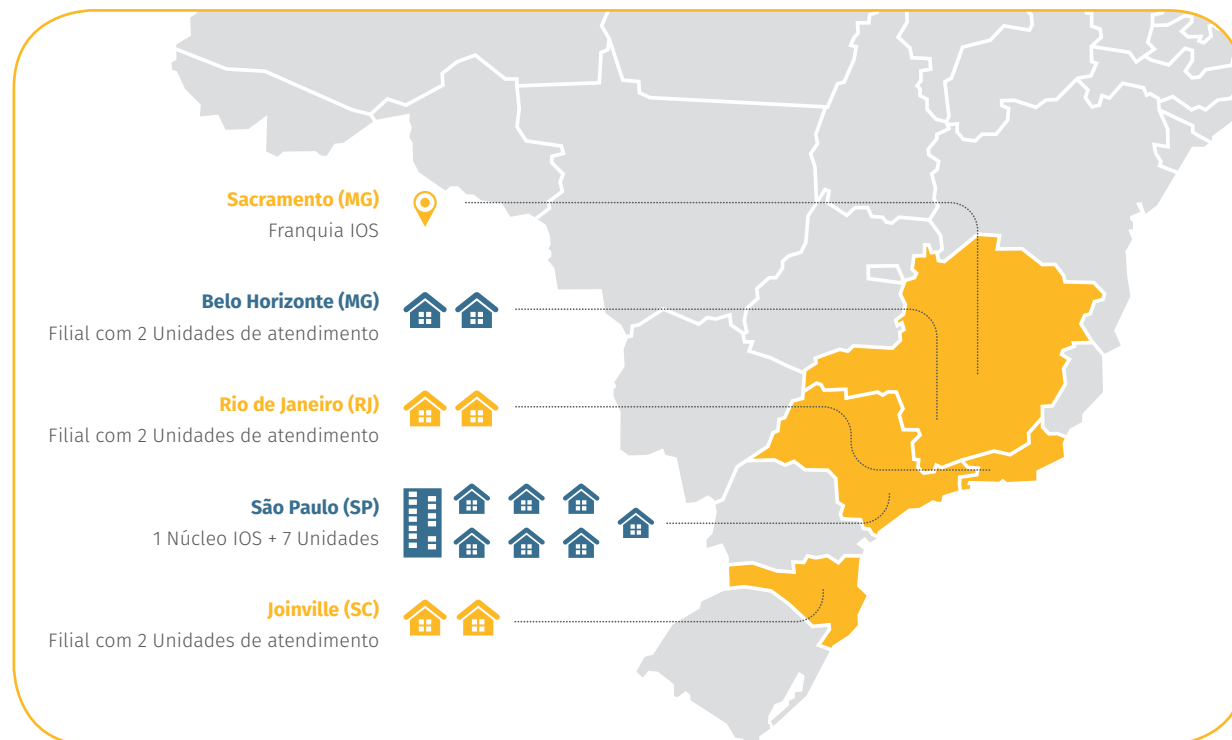 Sacramento (MG)
Franquia IOS
Belo Horizonte (MG)
Filial com 2 Unidades de atendimento
Rio de Janeiro (RJ)
Filial com 2 Unidades de atendimento
São Paulo (SP)
1 Núcleo IOS + 7 Unidades
Joinville (SC)
Filial com 2 Unidades de atendimento